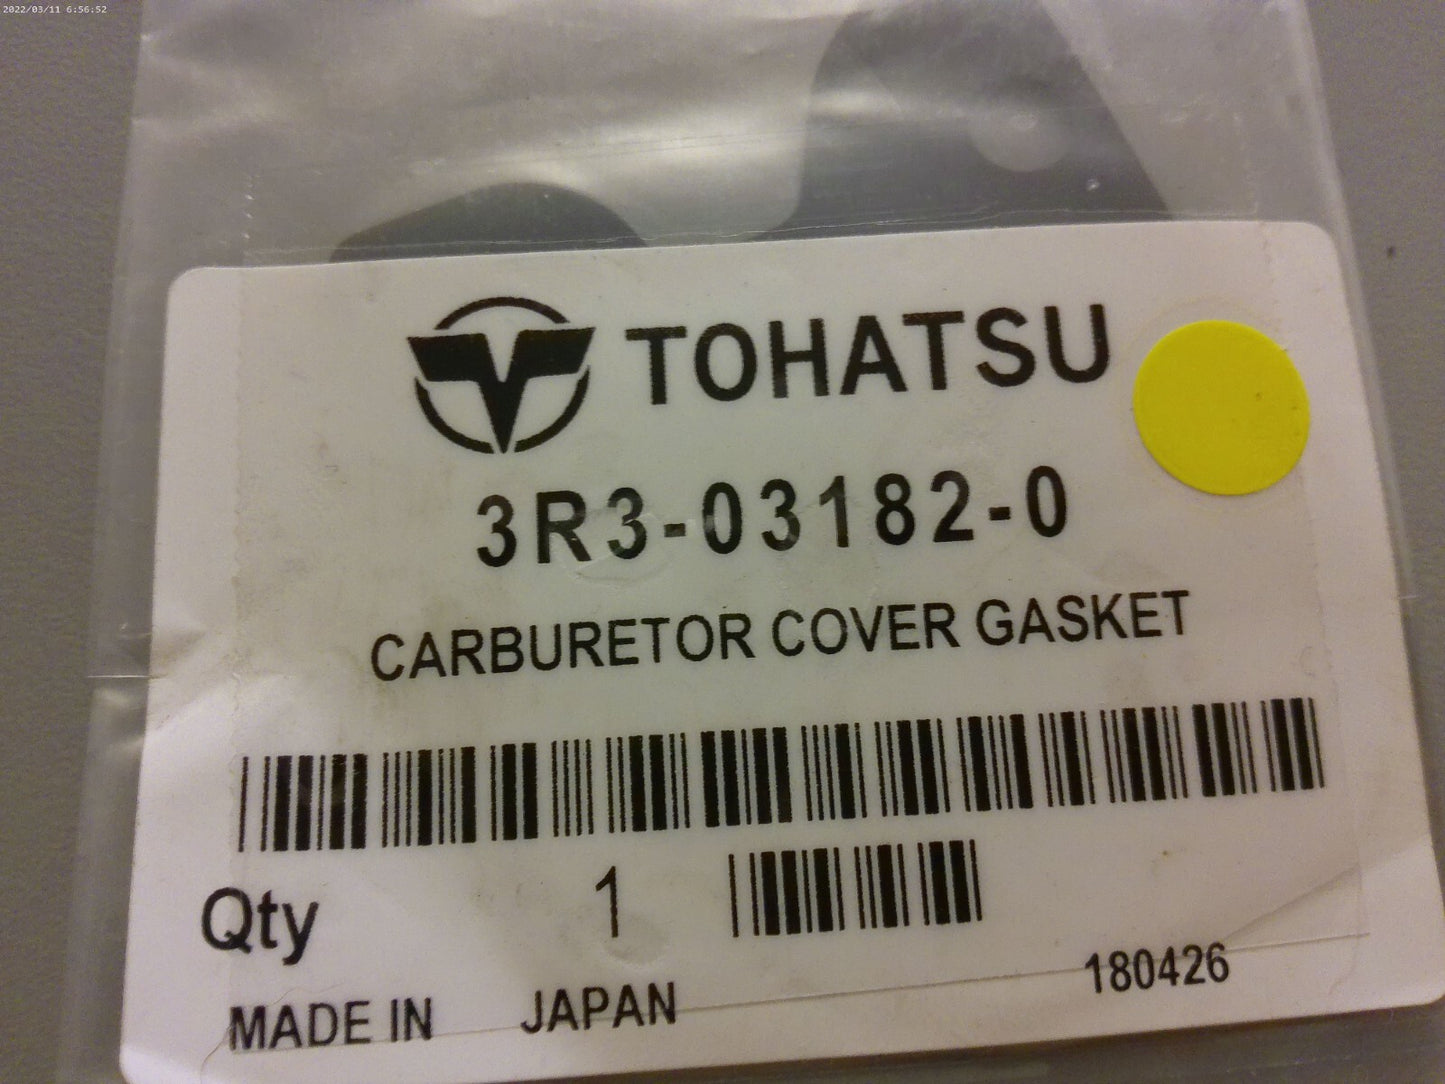 2022/03/11 6:56:52
TOHATSU
3R3-03182-0
CARBURETOR COVER GASKET
Qty 1
180426
MADE IN JAPAN